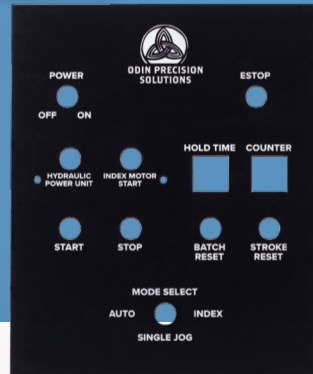 ODIN PRECISION
SOLUTIONS
POWER
ESTOP
OFF ON
HOLD TIME COUNTER
HYDRAULIC
POWER UNIT
INDEX MOTOR
START
START STOP
BATCH
RESET
STROKE
RESET
MODE SELECT
AUTO INDEX
SINGLE JOG